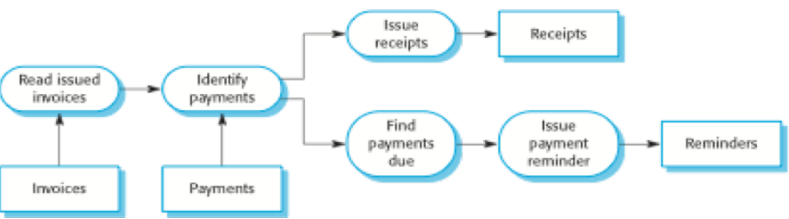 Issue
receipts
Receipts
Read issued
invoices
Identify
payments
Find
payments
due
Issue
payment
reminder
Reminders
Invoices
Payments